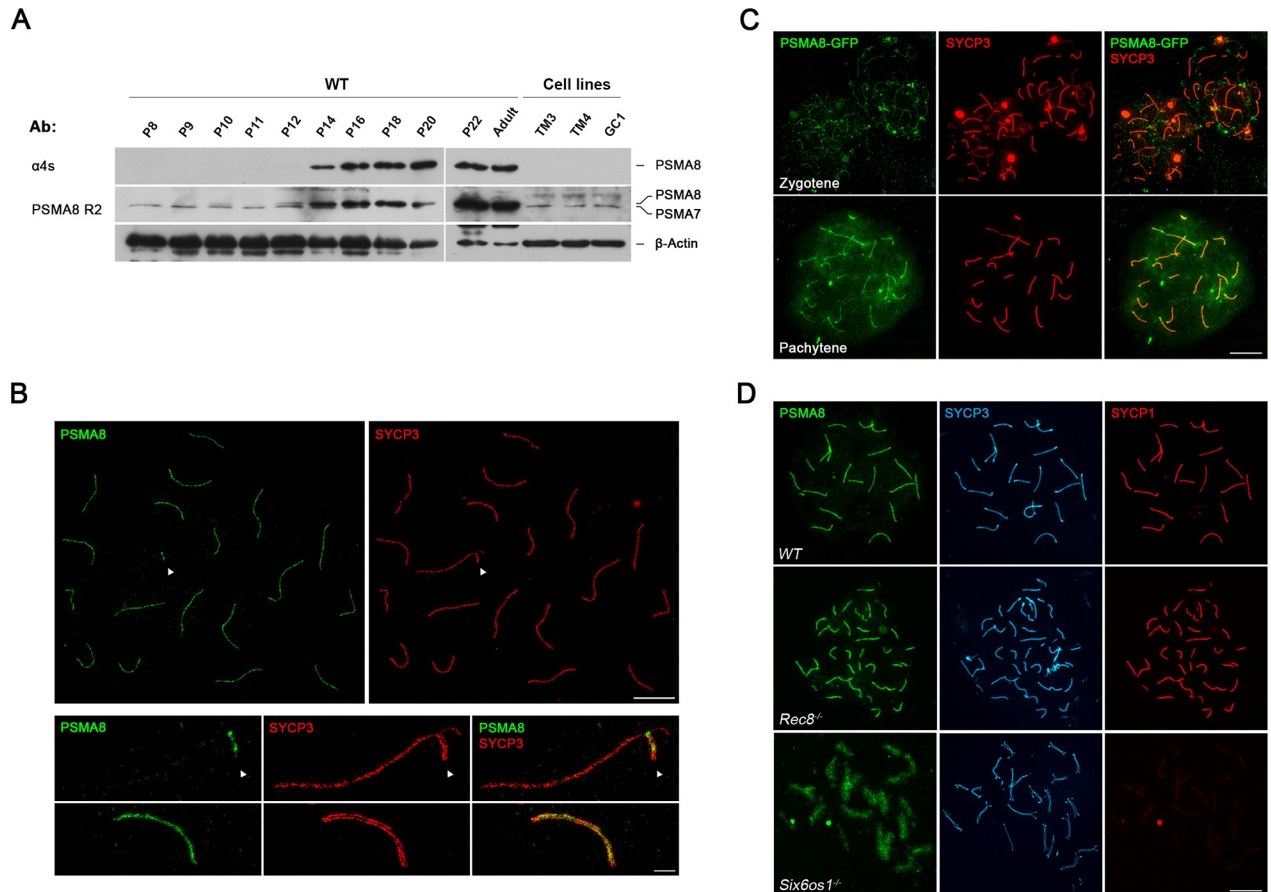 A
WT
Cell lines
Ab:
P8
P9
P10
P11
P12
P14
P16
P18
P20
P22
Adult
TM3
TM4
GC1
α4s
PSMA8
PSMA8 R2
PSMA8
PSMA7
β-Actin
B
PSMA8
SYCP3
PSMA8
SYCP3
PSMA8
SYCP3
C
PSMA8-GFP
SYCP3
PSMA8-GFP
SYCP3
Zygotene
Pachytene
D
PSMA8
SYCP3
SYCP1
WT
Rec8-/-
Six6os1-/-